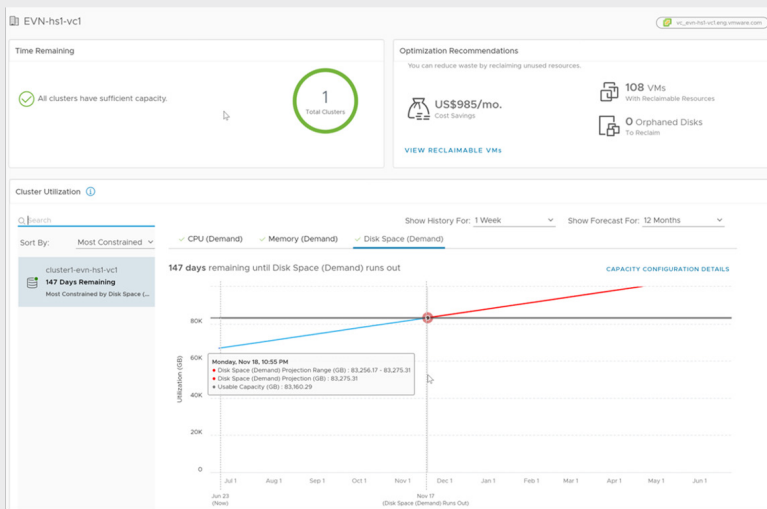 EVN-hs1-vc1
vc_evn-hs1-vc1.eng.vmware.com
Time Remaining
All clusters have sufficient capacity.
1
Total Clusters
Optimization Recommendations
You can reduce waste by reclaiming unused resources.
US$985/mo.
Cost Savings
108 VMs
With Reclaimable Resources
0 Orphaned Disks
To Reclaim
VIEW RECLAIMABLE VMs
Cluster Utilization
Search
Sort By: Most Constrained
cluster1-evn-hs1-vc1
147 Days Remaining
Most Constrained by Disk Space (...
Show History For: 1 Week
Show Forecast For: 12 Months
CPU (Demand) Memory (Demand) Disk Space (Demand)
147 days remaining until Disk Space (Demand) runs out
CAPACITY CONFIGURATION DETAILS
Utilization (GB)
80K
60K
40K
20K
0
Monday, Nov 18, 10:55 PM
Disk Space (Demand) Projection Range (GB) : 83,256.17 - 83,275.31
Disk Space (Demand) Projection (GB) : 83,275.31
Usable Capacity (GB) : 83,160.29
Jul 1 Aug 1 Sep 1 Oct 1 Nov 1 Dec 1 Jan 1 Feb 1 Mar 1 Apr 1 May 1 Jun 1
Jun 23
(Now)
Nov 17
(Disk Space (Demand) Runs Out)